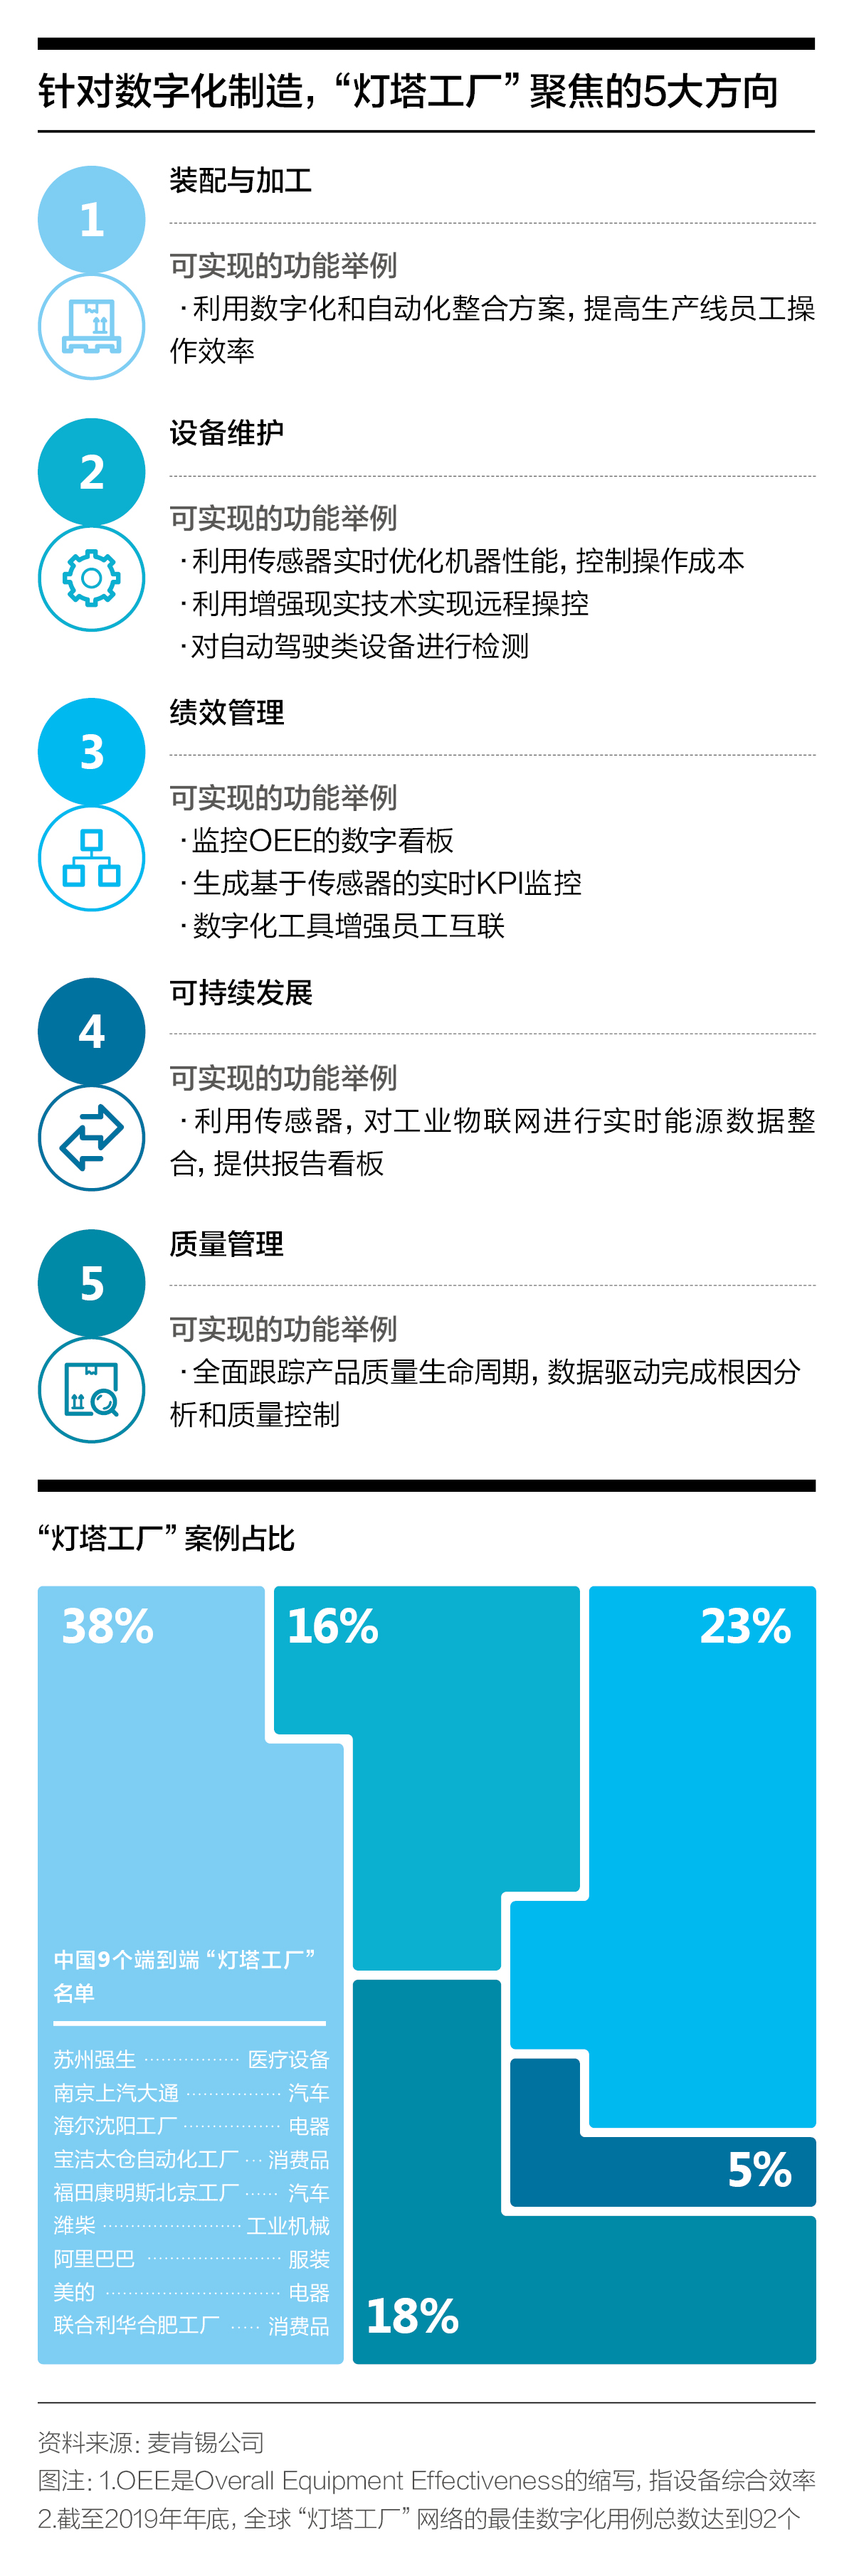 针对数字化制造，“灯塔工厂”聚焦的5大方向
1
装配与加工
可实现的功能举例
·利用数字化和自动化整合方案，提高生产线员工操
作效率
2
设备维护
可实现的功能举例
·利用传感器实时优化机器性能，控制操作成本
·利用增强现实技术实现远程操控
·对自动驾驶类设备进行检测
3
绩效管理
可实现的功能举例
·监控OEE的数字看板
·生成基于传感器的实时KPI监控
·数字化工具增强员工互联
4
可持续发展
可实现的功能举例
·利用传感器，对工业物联网进行实时能源数据整
合，提供报告看板
5
质量管理
可实现的功能举例
·全面跟踪产品质量生命周期，数据驱动完成根因分
析和质量控制
“灯塔工厂”案例占比
38%
16%
23%
中国9个端到端“灯塔工厂”
名单
苏州强生 ················ 医疗设备
南京上汽大通 ················ 汽车
海尔沈阳工厂 ················ 电器
宝洁太仓自动化工厂 ··· 消费品
福田康明斯北京工厂 ······ 汽车
潍柴 ························ 工业机械
阿里巴巴 ························ 服装
美的 ······························ 电器
联合利华合肥工厂 ····· 消费品
5%
18%
资料来源：麦肯锡公司
图注：1.OEE是Overall Equipment Effectiveness的缩写，指设备综合效率
2.截至2019年年底，全球“灯塔工厂”网络的最佳数字化用例总数达到92个